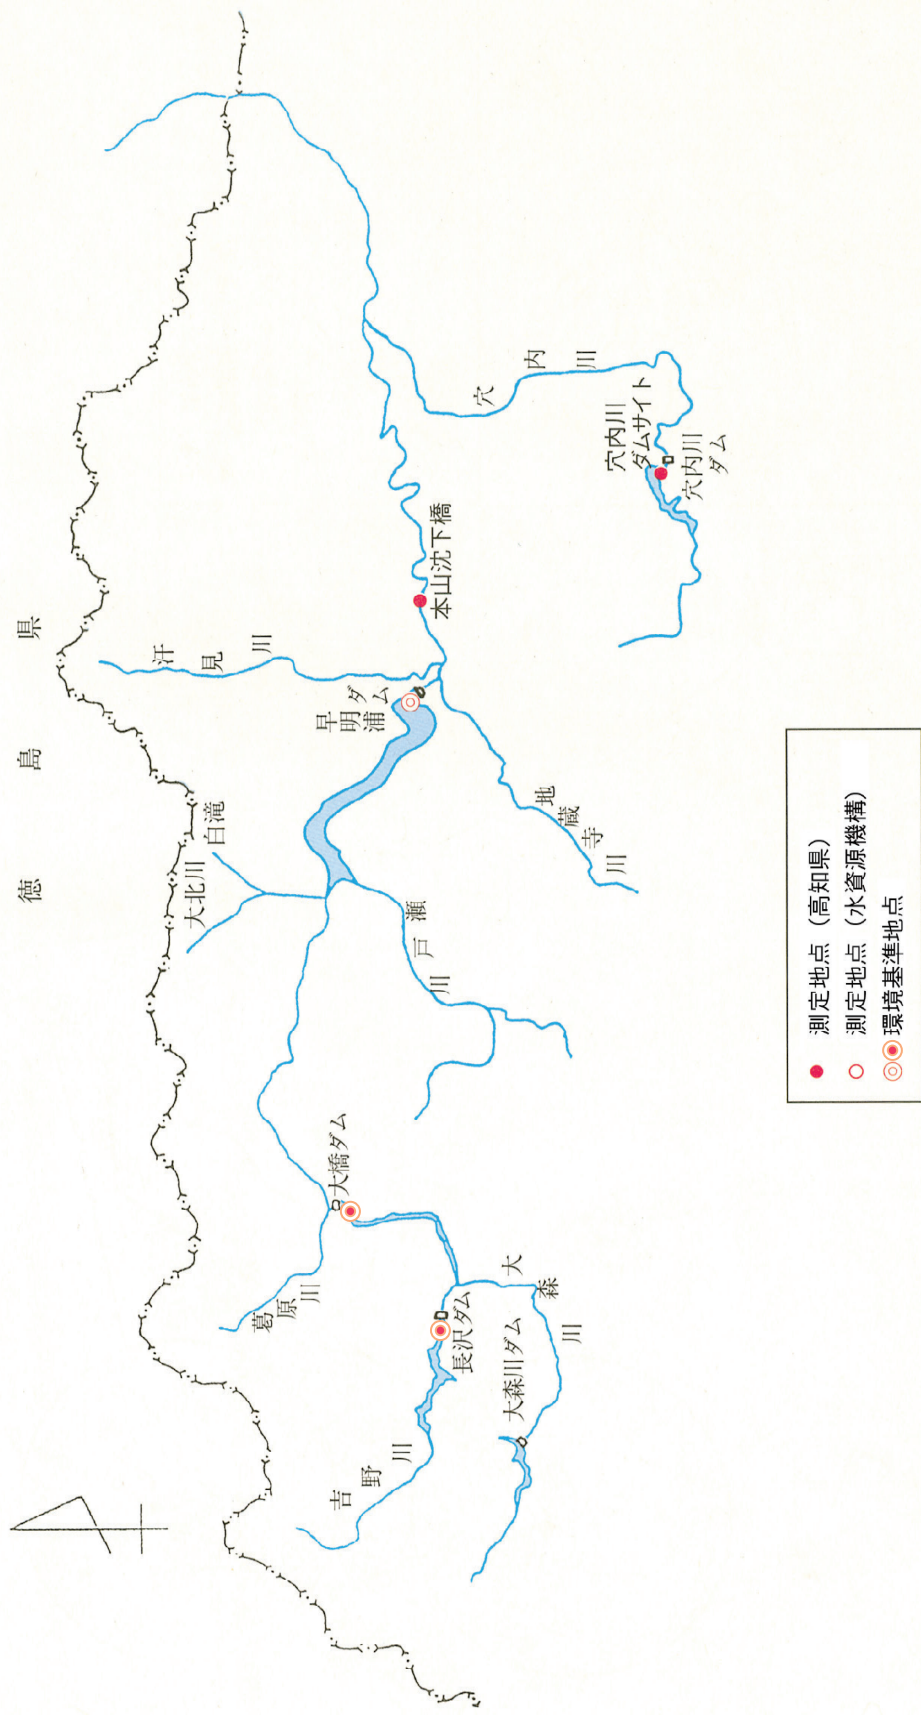 徳島県
吉野川
葛原川
大橋ダム
長沢ダム
大森川ダム
大森川
大北川
白滝
瀬戸川
早明浦
ダム
汗見川
地蔵寺川
本山沈下橋
穴内川
穴内川
ダムサイト
穴内川
ダム
測定地点(高知県)
測定地点(水資源機構)
環境基準地点